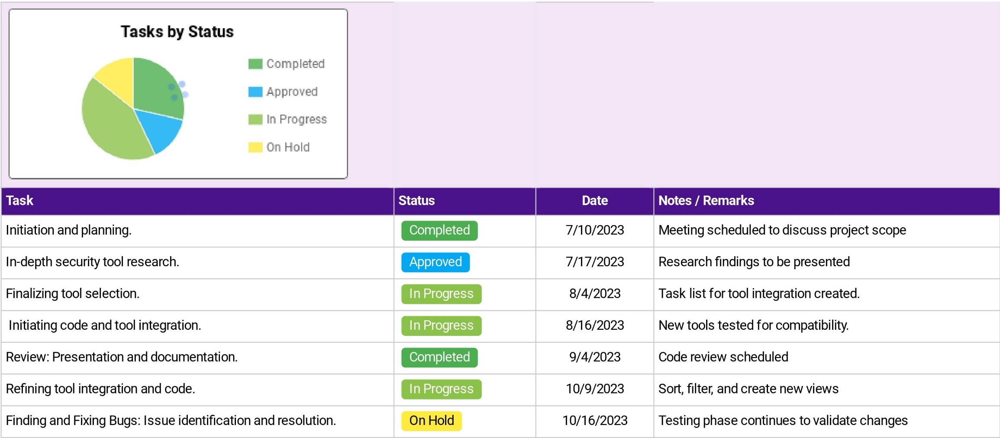 Tasks by Status
Completed
Approved
In Progress
On Hold
Task Status Date Notes / Remarks
Initiation and planning. Completed 7/10/2023 Meeting scheduled to discuss project scope
In-depth security tool research. Approved 7/17/2023 Research findings to be presented
Finalizing tool selection. In Progress 8/4/2023 Task list for tool integration created.
Initiating code and tool integration. In Progress 8/16/2023 New tools tested for compatibility.
Review: Presentation and documentation. Completed 9/4/2023 Code review scheduled
Refining tool integration and code. In Progress 10/9/2023 Sort, filter, and create new views
Finding and Fixing Bugs: Issue identification and resolution. On Hold 10/16/2023 Testing phase continues to validate changes